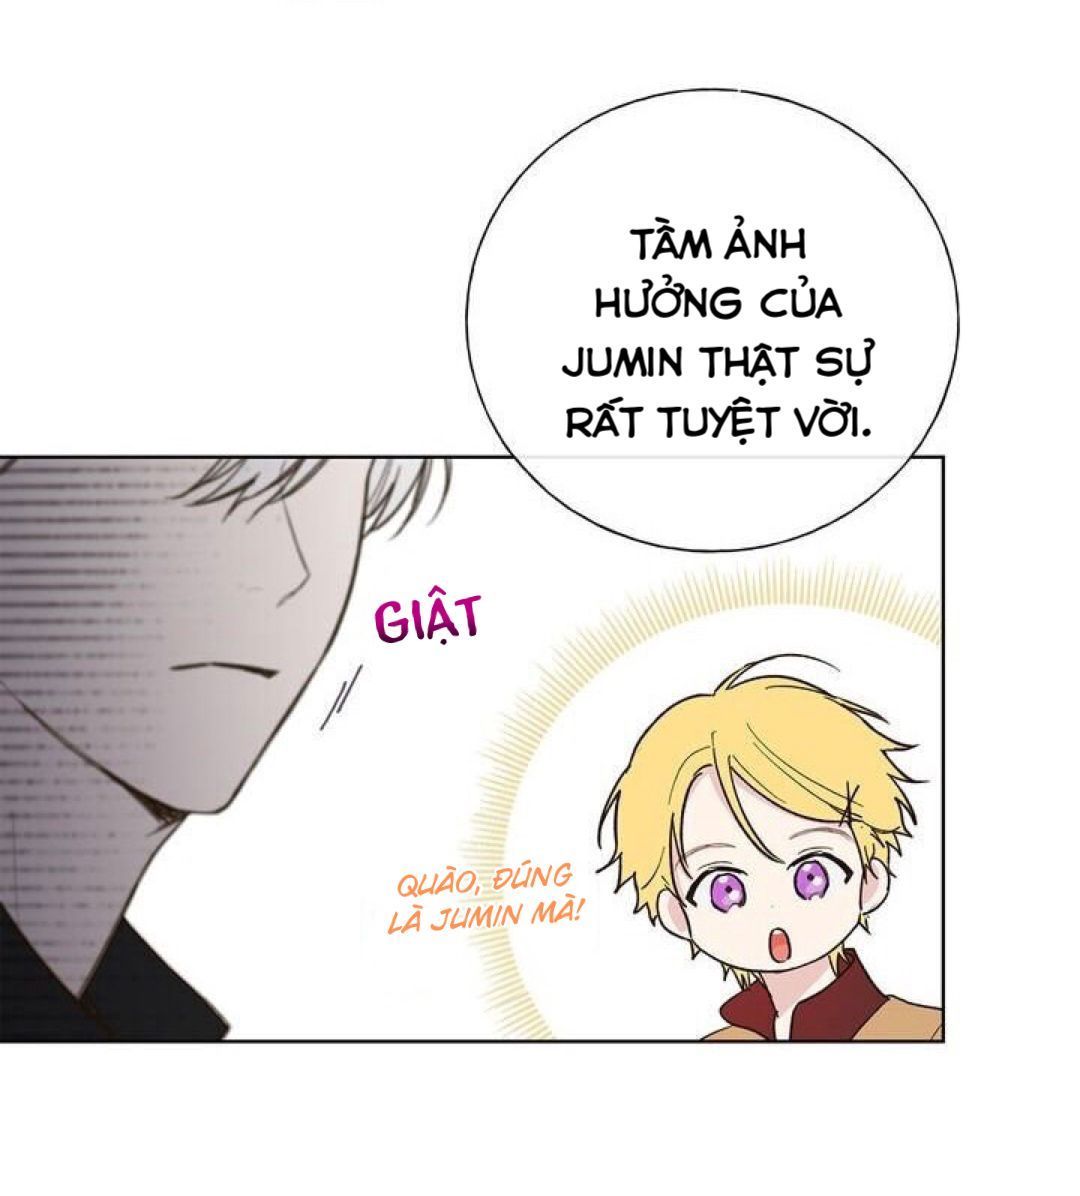 TẦM ẢNH
HƯỞNG CỦA
JUMIN THẬT SỰ
RẤT TUYỆT VỜI.
GIẬT
QUÀO, ĐÚNG
LÀ JUMIN MÀ!